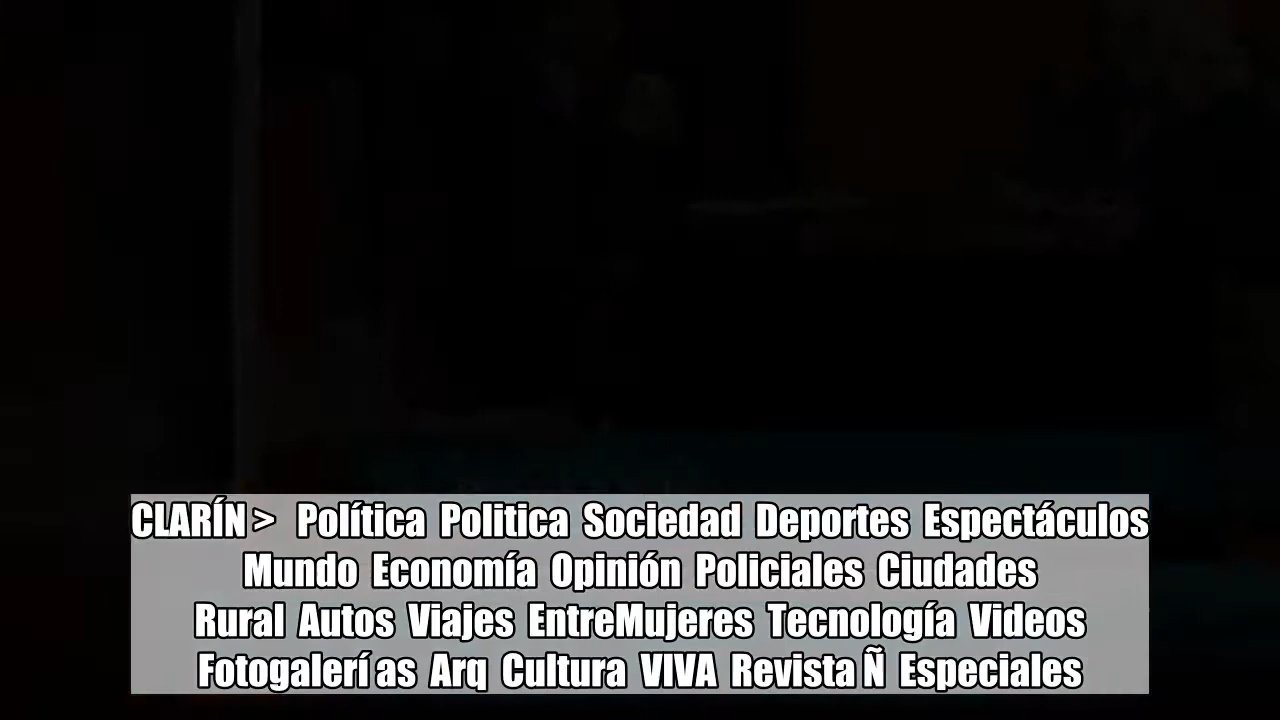 CLARÍN > Política Politica Sociedad Deportes Espectáculos
Mundo Economía Opinión Policiales Ciudades
Rural Autos Viajes EntreMujeres Tecnología Videos
Fotogalerí as Arq Cultura VIVA Revista Ñ Especiales